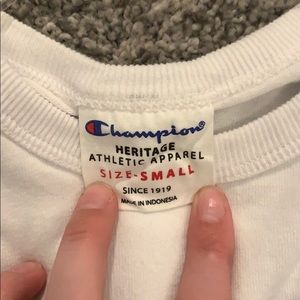 Champion®
HERITAGE
ATHLETIC APPAREL
SIZE-SMALL
SINCE 1919
MADE IN INDONESIA